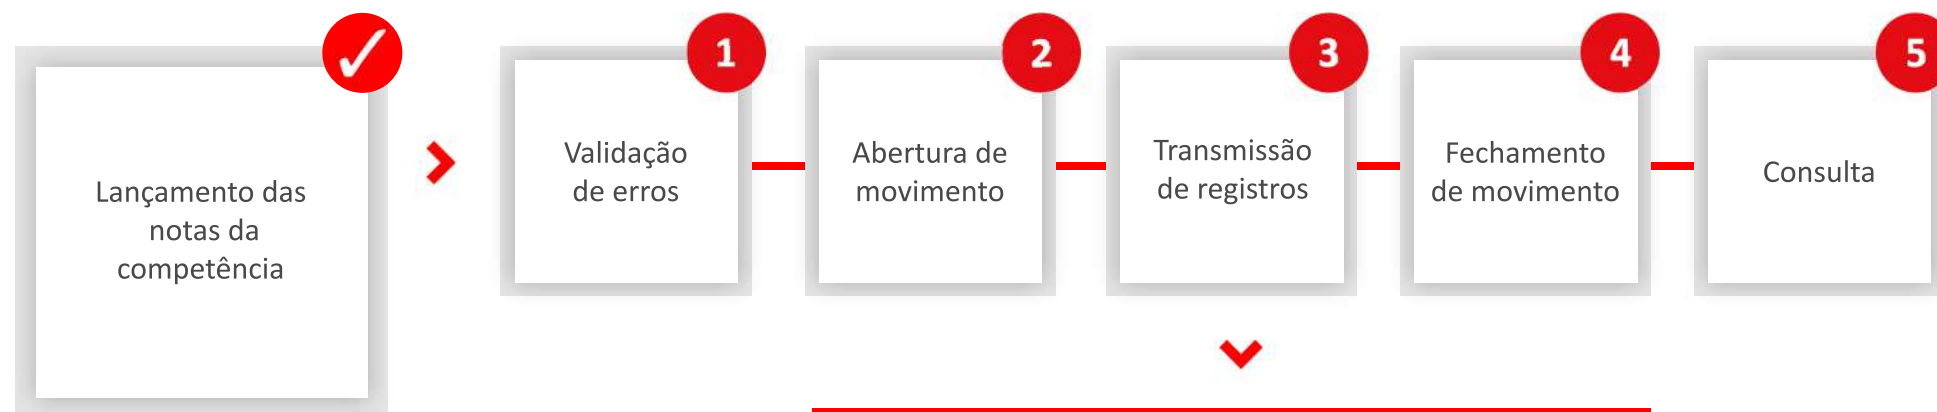 Lançamento das
notas da
competência
1
Validação
de erros
2
Abertura de
movimento
3
Transmissão
de registros
4
Fechamento
de movimento
5
Consulta